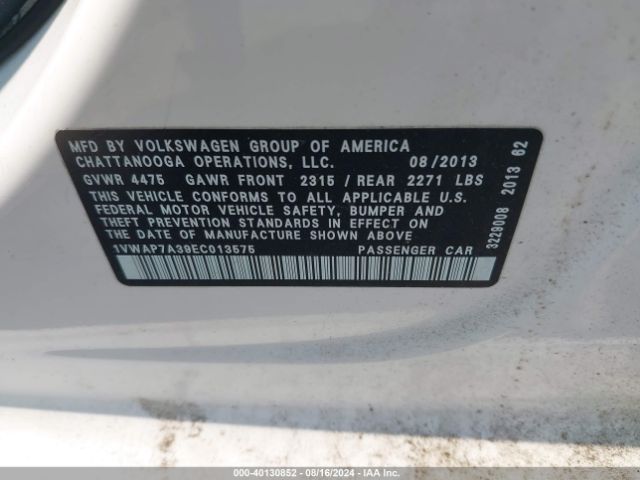 MFD BY VOLKSWAGEN GROUP OF AMERICA
CHATTANOOGA OPERATIONS, LLC. 08/2013
GVWR 4475 GAWR FRONT 2315 / REAR 2271 LBS
THIS VEHICLE CONFORMS TO ALL APPLICABLE U.S.
FEDERAL MOTOR VEHICLE SAFETY, BUMPER AND
THEFT PREVENTION STANDARDS IN EFFECT ON
THE DATE OF MANUFACTURE SHOWN ABOVE
1VWAP7A39EC013575 PASSENGER CAR
3229008 2013 62
000-40130852 - 08/16/2024 - IAA Inc.